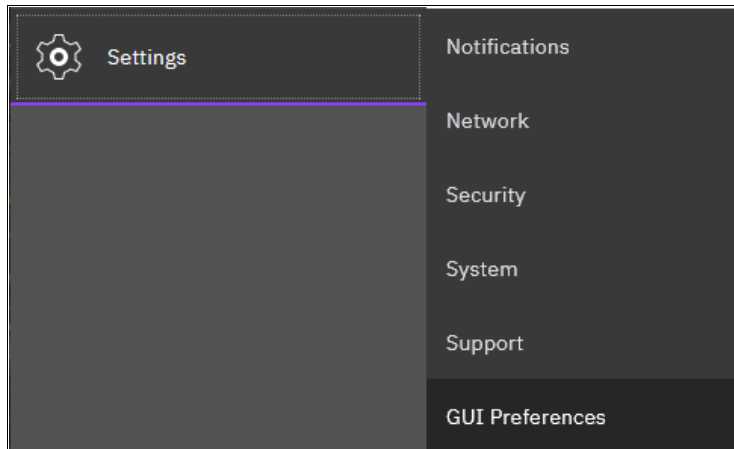 Settings
Notifications
Network
Security
System
Support
GUI Preferences